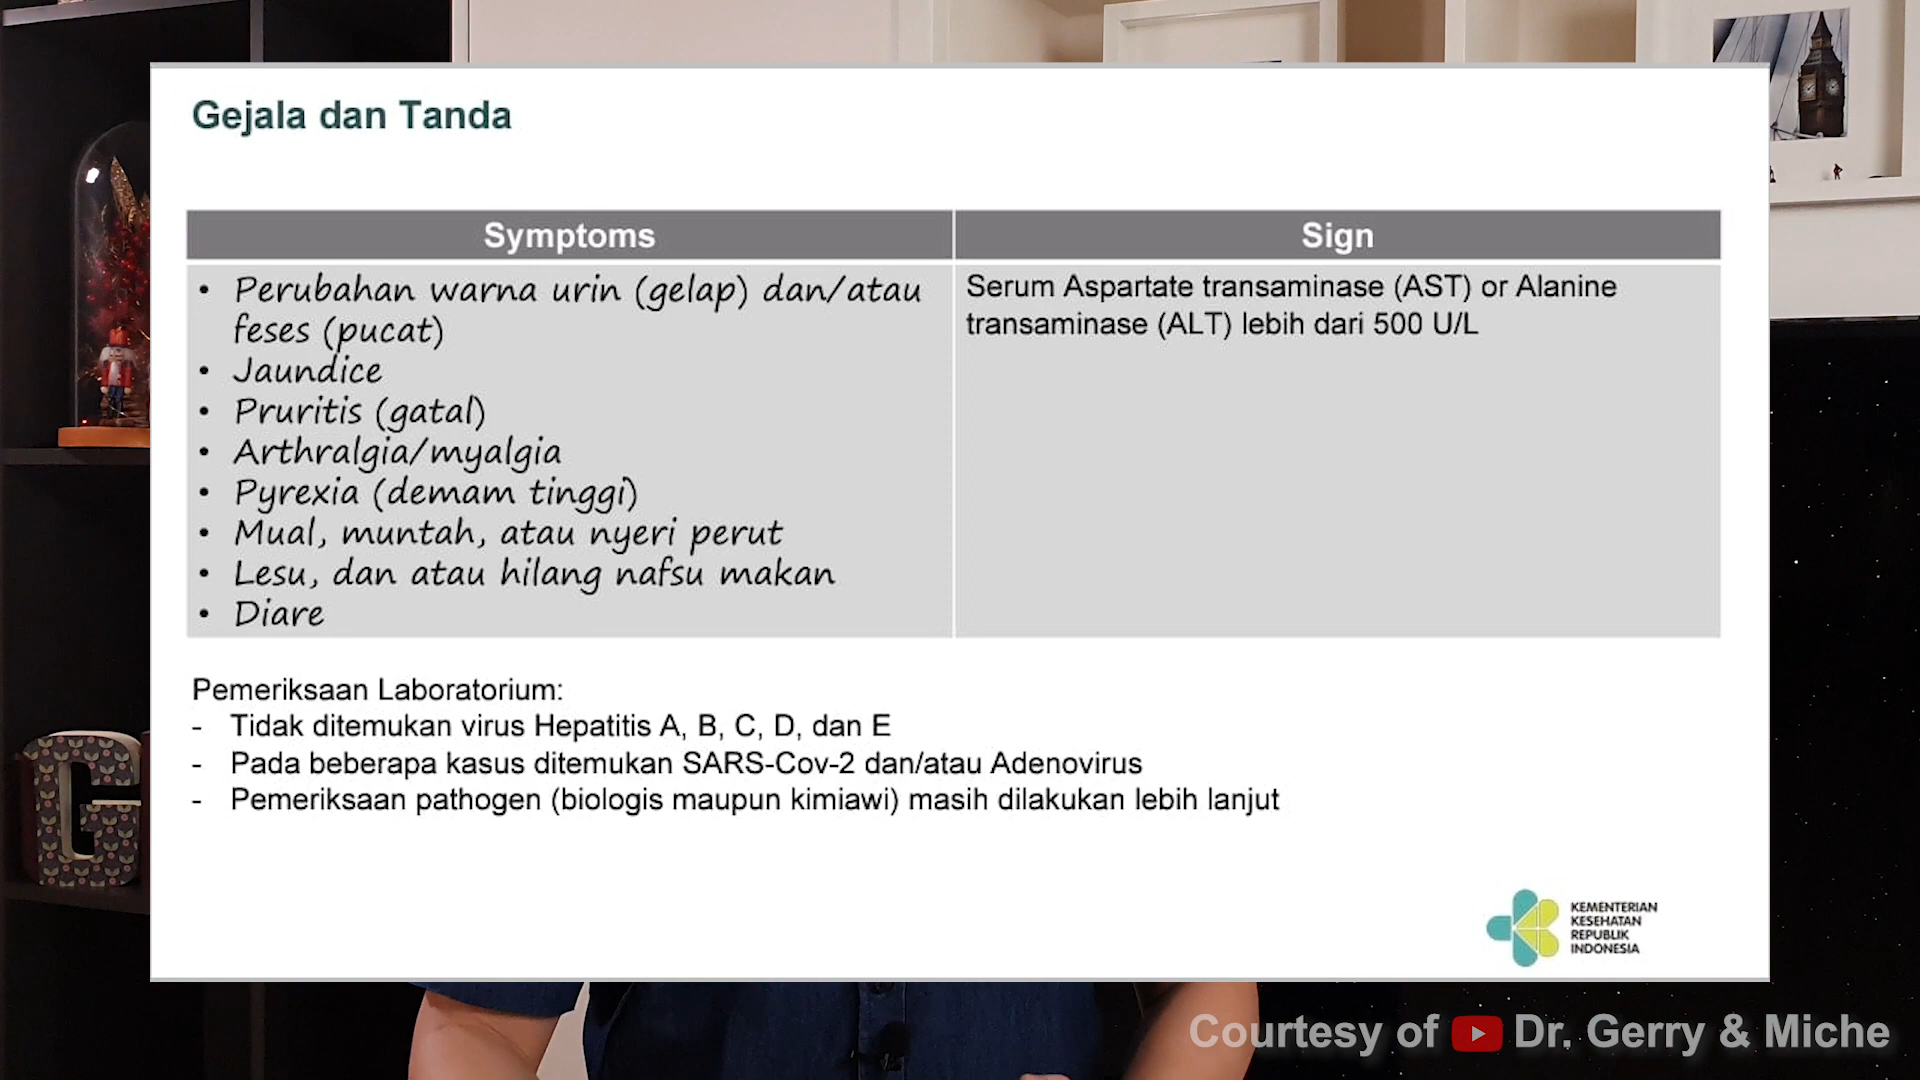 Gejala dan Tanda
Symptoms
Sign
• Perubahan warna urin (gelap) dan/atau
feses (pucat)
• Jaundice
• Pruritis (gatal)
• Arthralgia/myalgia
• Pyrexia (demam tinggi)
• Mual, muntah, atau nyeri perut
• Lesu, dan atau hilang nafsu makan
• Diare
Serum Aspartate transaminase (AST) or Alanine
transaminase (ALT) lebih dari 500 U/L
Pemeriksaan Laboratorium:
- Tidak ditemukan virus Hepatitis A, B, C, D, dan E
- Pada beberapa kasus ditemukan SARS-Cov-2 dan/atau Adenovirus
- Pemeriksaan pathogen (biologis maupun kimiawi) masih dilakukan lebih lanjut
KEMENTERIAN
KESEHATAN
REPUBLIK
INDONESIA
G
Courtesy of Dr. Gerry & Miche